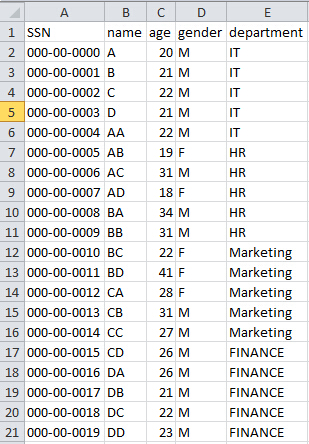 A B C D E
1 SSN name age gender department
2 000-00-0000 A 20 M IT
3 000-00-0001 B 21 M IT
4 000-00-0002 C 22 M IT
5 000-00-0003 D 21 M IT
6 000-00-0004 AA 22 M IT
7 000-00-0005 AB 19 F HR
8 000-00-0006 AC 31 M HR
9 000-00-0007 AD 18 F HR
10 000-00-0008 BA 34 M HR
11 000-00-0009 BB 31 M HR
12 000-00-0010 BC 22 F Marketing
13 000-00-0011 BD 41 F Marketing
14 000-00-0012 CA 28 F Marketing
15 000-00-0013 CB 31 M Marketing
16 000-00-0014 CC 27 M Marketing
17 000-00-0015 CD 26 M FINANCE
18 000-00-0016 DA 26 M FINANCE
19 000-00-0017 DB 21 M FINANCE
20 000-00-0018 DC 22 M FINANCE
21 000-00-0019 DD 23 M FINANCE